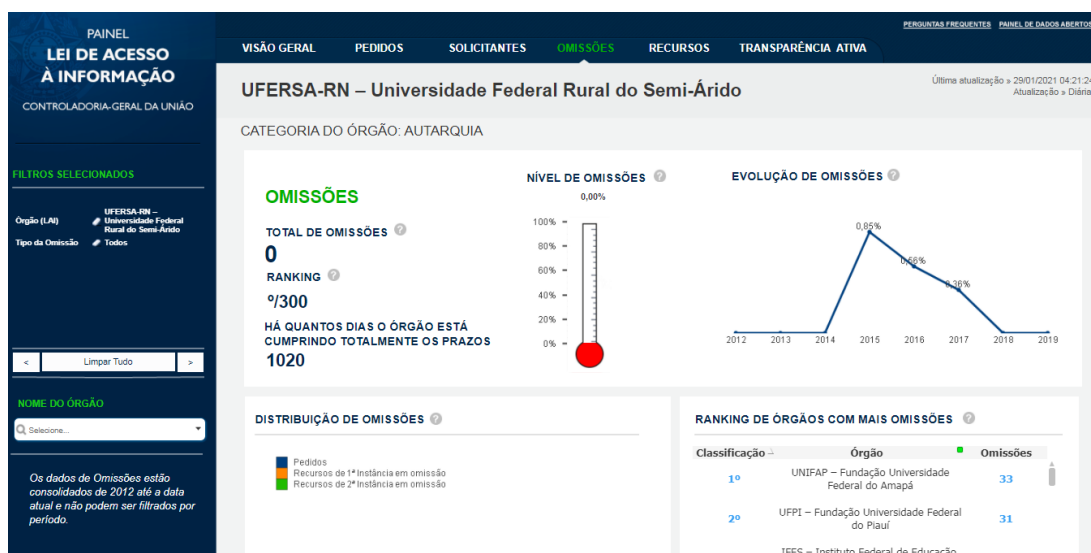 PERGUNTAS FREQUENTES PAINEL DE DADOS ABERTOS
PAINEL
LEI DE ACESSO
À INFORMAÇÃO
CONTROLADORIA-GERAL DA UNIÃO
VISÃO GERAL PEDIDOS SOLICITANTES OMISSÕES RECURSOS TRANSPARÊNCIA ATIVA
UFERSA-RN – Universidade Federal Rural do Semi-Árido
Última atualização » 29/01/2021 04:21:24
Atualização » Diária
CATEGORIA DO ÓRGÃO: AUTARQUIA
FILTROS SELECIONADOS
Órgão (LAI)
UFERSA-RN –
Universidade Federal
Rural do Semi-Árido
Tipo da Omissão Todos
< Limpar Tudo >
NOME DO ÓRGÃO
Selecione...
Os dados de Omissões estão
consolidados de 2012 até a data
atual e não podem ser filtrados por
período.
OMISSÕES
TOTAL DE OMISSÕES ?
0
RANKING ?
º/300
HÁ QUANTOS DIAS O ÓRGÃO ESTÁ
CUMPRINDO TOTALMENTE OS PRAZOS
1020
NÍVEL DE OMISSÕES ?
0,00%
100%
80%
60%
40%
20%
0%
EVOLUÇÃO DE OMISSÕES ?
0,85%
0,66%
0,36%
2012 2013 2014 2015 2016 2017 2018 2019
DISTRIBUIÇÃO DE OMISSÕES ?
Pedidos
Recursos de 1ª Instância em omissão
Recursos de 2ª Instância em omissão
RANKING DE ÓRGÃOS COM MAIS OMISSÕES ?
Classificação Órgão Omissões
1º UNIFAP – Fundação Universidade Federal do Amapá 33
2º UFPI – Fundação Universidade Federal do Piauí 31
IFES – Instituto Federal de Educação